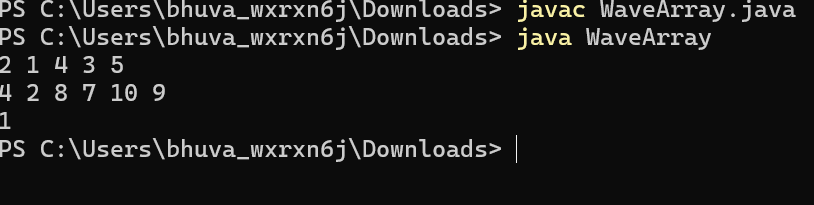 PS C:\Users\bhuva_wxrxn6j\Downloads> javac WaveArray.java
PS C:\Users\bhuva_wxrxn6j\Downloads> java WaveArray
2 1 4 3 5
4 2 8 7 10 9
1
PS C:\Users\bhuva_wxrxn6j\Downloads>